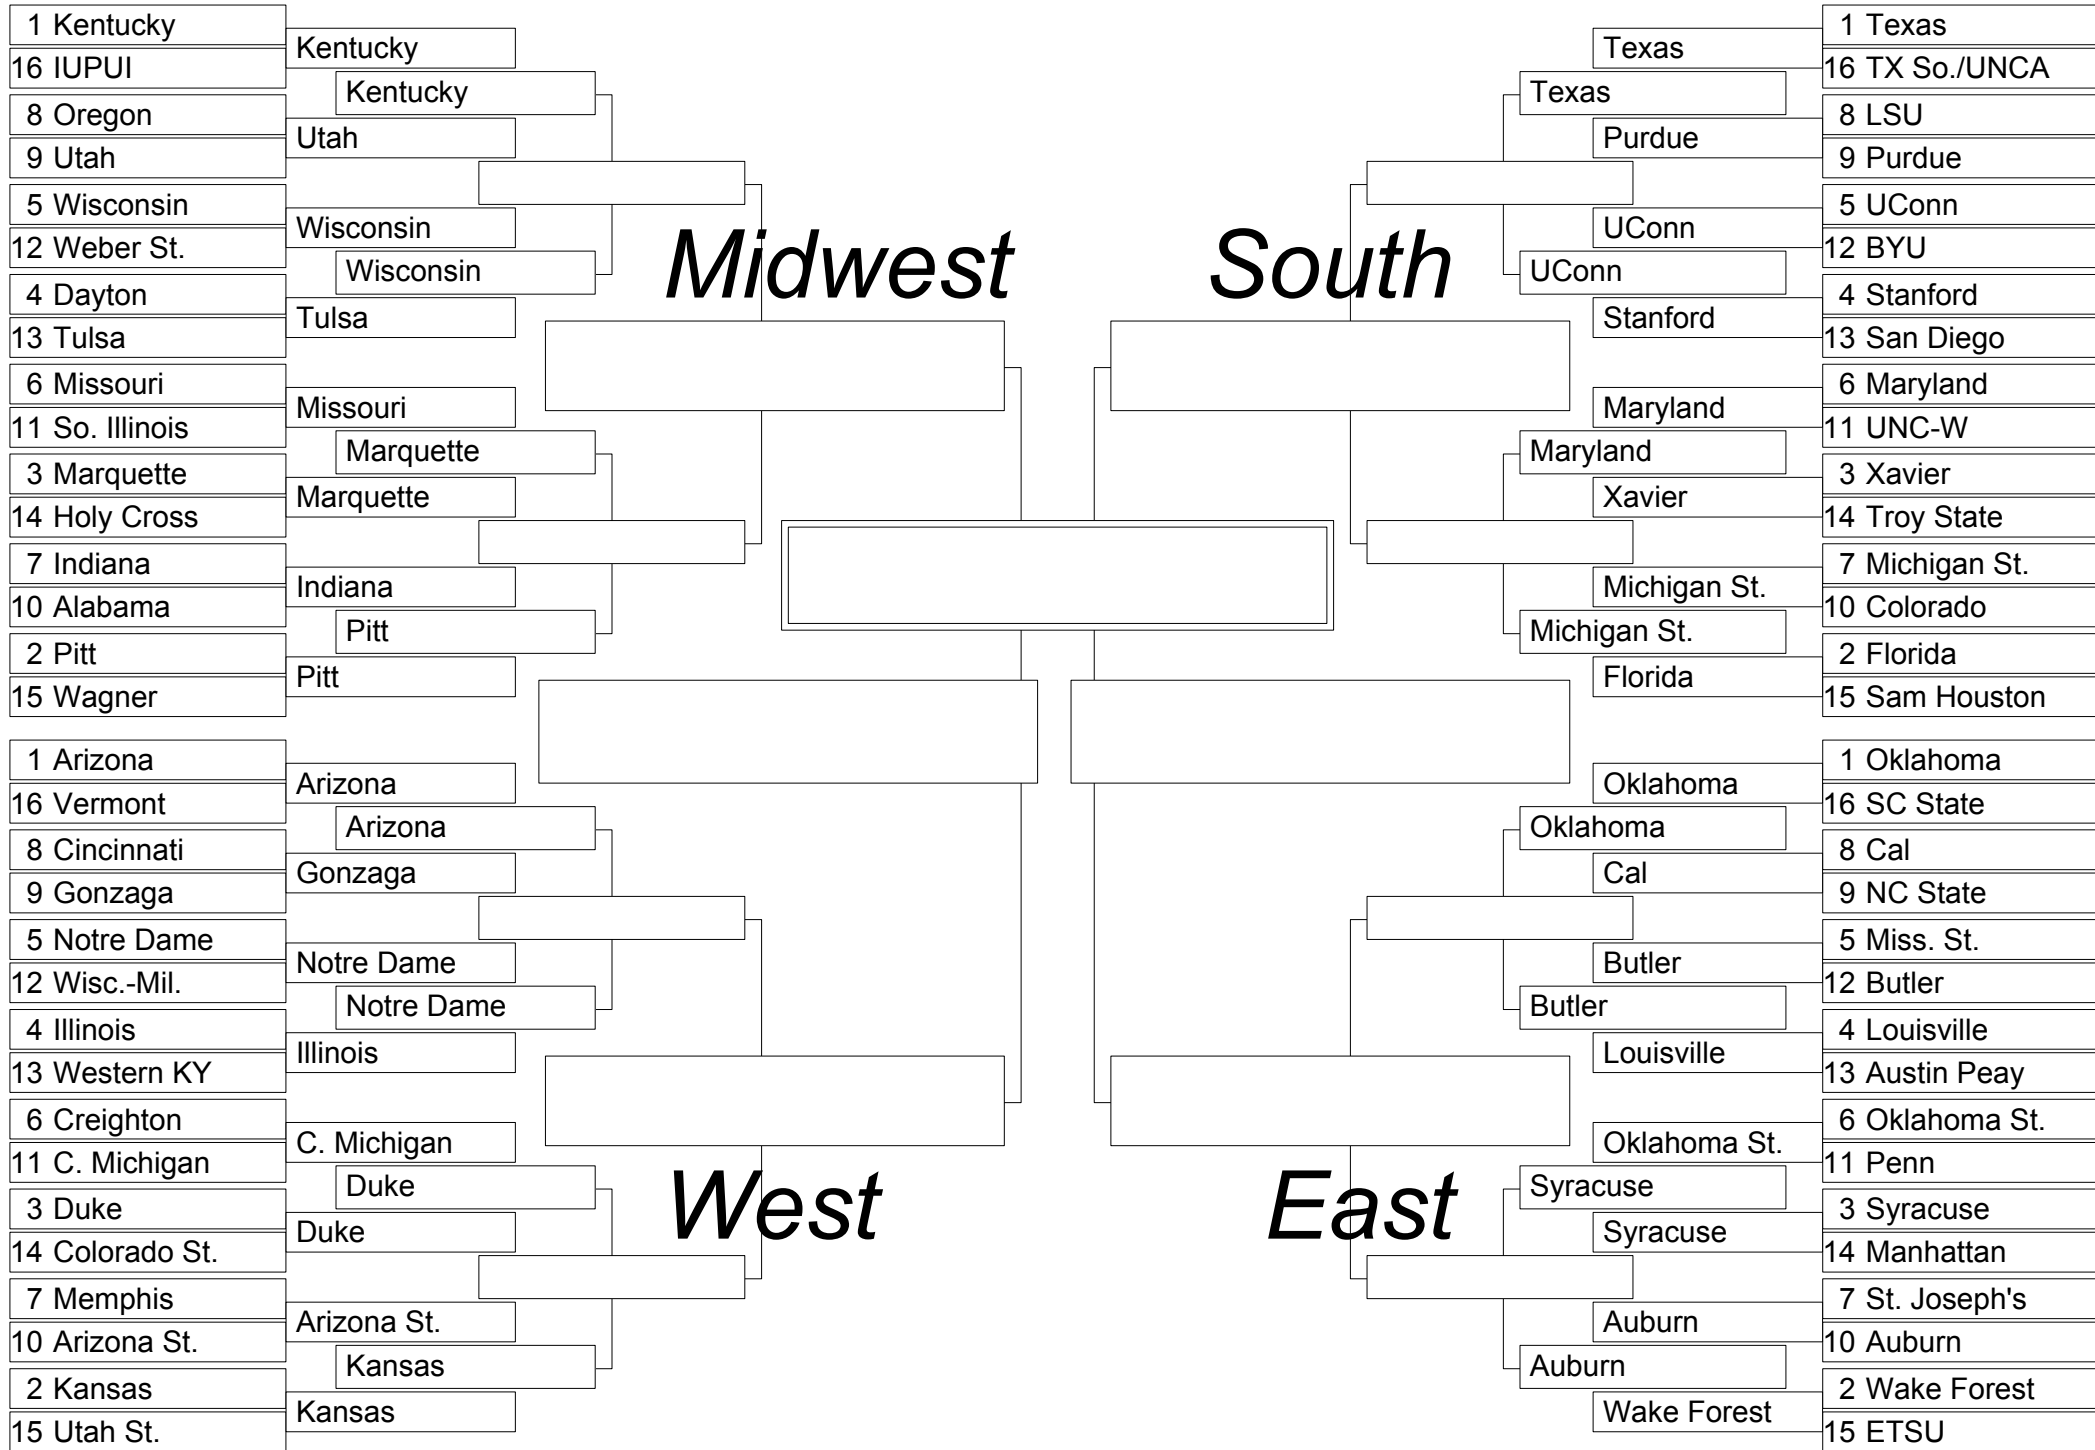 1 Kentucky
16 IUPUI
8 Oregon
9 Utah
5 Wisconsin
12 Weber St.
4 Dayton
13 Tulsa
6 Missouri
11 So. Illinois
3 Marquette
14 Holy Cross
7 Indiana
10 Alabama
2 Pitt
15 Wagner
Kentucky
Utah
Wisconsin
Tulsa
Missouri
Marquette
Indiana
Pitt
Kentucky
Wisconsin
Marquette
Pitt
Midwest
1 Arizona
16 Vermont
8 Cincinnati
9 Gonzaga
5 Notre Dame
12 Wisc.-Mil.
4 Illinois
13 Western KY
6 Creighton
11 C. Michigan
3 Duke
14 Colorado St.
7 Memphis
10 Arizona St.
2 Kansas
15 Utah St.
Arizona
Gonzaga
Notre Dame
Illinois
C. Michigan
Duke
Arizona St.
Kansas
Arizona
Notre Dame
Duke
Kansas
West
South
Texas
UConn
Maryland
Michigan St.
Texas
Purdue
UConn
Stanford
Maryland
Xavier
Michigan St.
Florida
1 Texas
16 TX So./UNCA
8 LSU
9 Purdue
5 UConn
12 BYU
4 Stanford
13 San Diego
6 Maryland
11 UNC-W
3 Xavier
14 Troy State
7 Michigan St.
10 Colorado
2 Florida
15 Sam Houston
East
Oklahoma
Butler
Syracuse
Auburn
Oklahoma
Cal
Butler
Louisville
Oklahoma St.
Syracuse
Auburn
Wake Forest
1 Oklahoma
16 SC State
8 Cal
9 NC State
5 Miss. St.
12 Butler
4 Louisville
13 Austin Peay
6 Oklahoma St.
11 Penn
3 Syracuse
14 Manhattan
7 St. Joseph's
10 Auburn
2 Wake Forest
15 ETSU